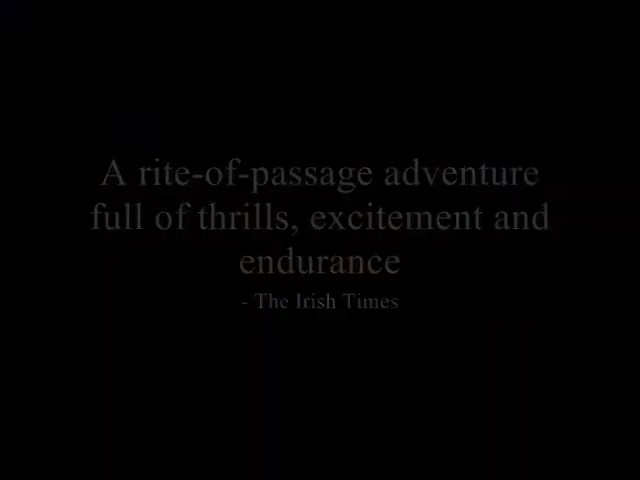 A rite-of-passage adventure
full of thrills, excitement and
endurance
- The Irish Times